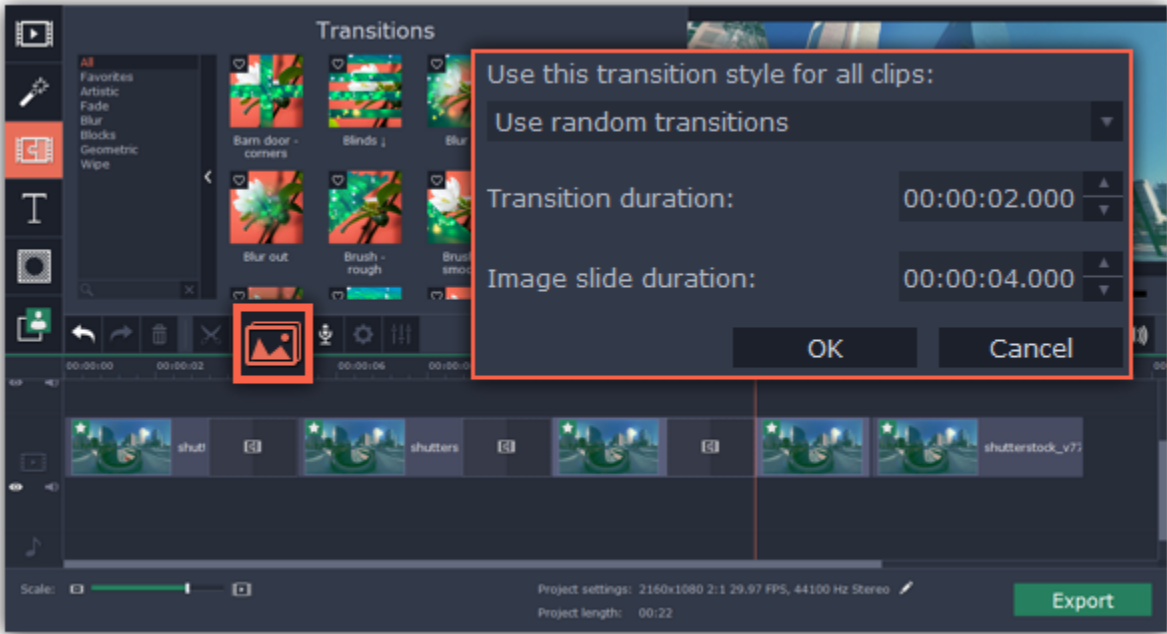 Transitions
All
Favorites
Artistic
Fade
Blur
Blocks
Geometric
Wipe
Barn door -
corners
Blinds ↓
Blur
Blur out
Brush -
rough
Use this transition style for all clips:
Use random transitions
Transition duration:
00:00:02.000
Image slide duration:
00:00:04.000
OK
Cancel
T
00:00:00
00:00:02
00:00:06
shutt
shutters
shutterstock_v77
Scale:
Project settings: 2160x1080 2:1 29.97 FPS, 44100 Hz Stereo
Project length: 00:22
Export